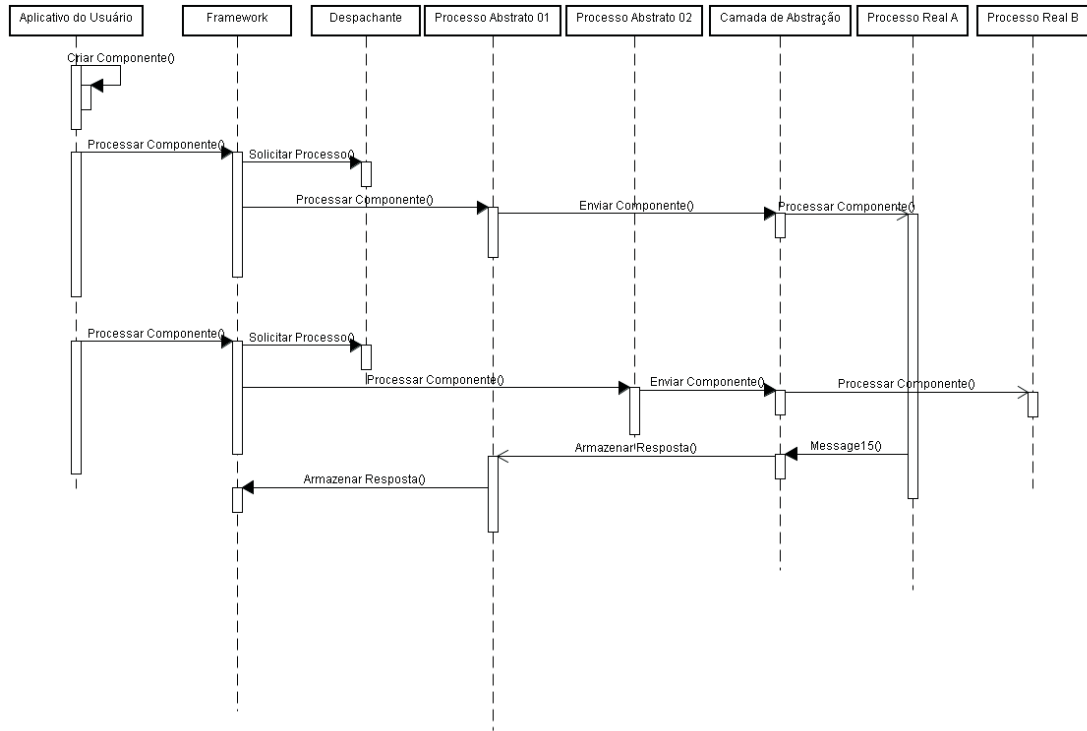 Aplicativo do Usuário
Framework
Despachante
Processo Abstrato 01
Processo Abstrato 02
Camada de Abstração
Processo Real A
Processo Real B
Criar Componente()
Processar Componente()
Solicitar Processo()
Processar Componente()
Enviar Componente()
Processar Componente()
Processar Componente()
Solicitar Processo()
Processar Componente()
Enviar Componente()
Processar Componente()
Armazenar Resposta()
Message15()
Armazenar Resposta()